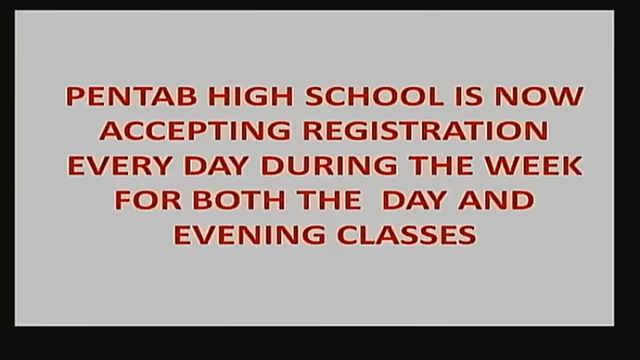 PENTAB HIGH SCHOOL IS NOW
ACCEPTING REGISTRATION
EVERY DAY DURING THE WEEK
FOR BOTH THE  DAY AND
EVENING CLASSES